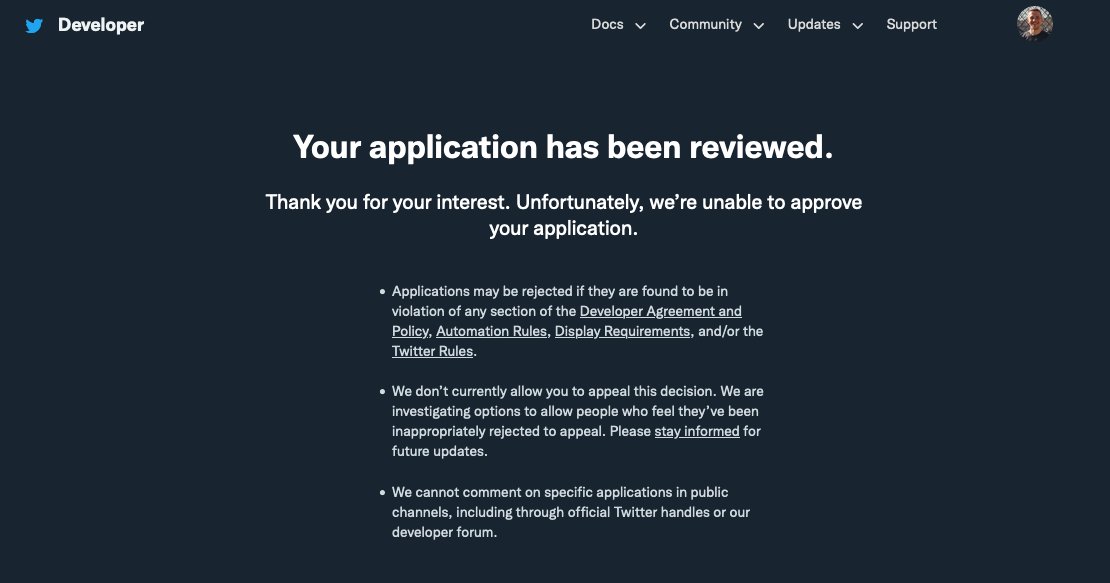 Developer
Docs Community Updates Support
Your application has been reviewed.
Thank you for your interest. Unfortunately, we’re unable to approve
your application.
• Applications may be rejected if they are found to be in
violation of any section of the Developer Agreement and
Policy, Automation Rules, Display Requirements, and/or the
Twitter Rules.
• We don’t currently allow you to appeal this decision. We are
investigating options to allow people who feel they’ve been
inappropriately rejected to appeal. Please stay informed for
future updates.
• We cannot comment on specific applications in public
channels, including through official Twitter handles or our
developer forum.